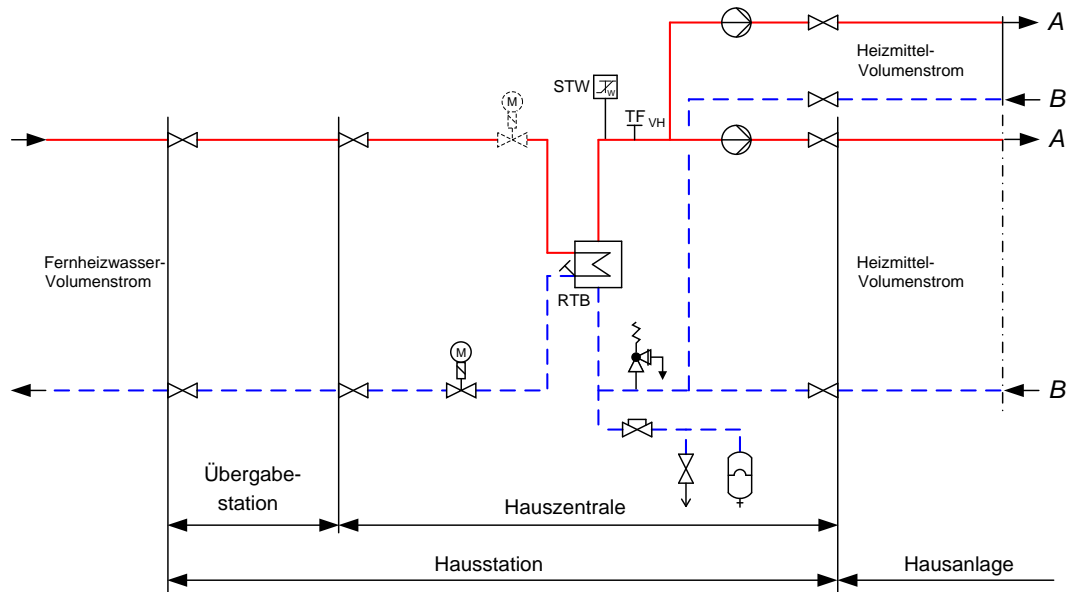 A
Heizmittel-
Volumenstrom
STW
W
M
B
TF VH
A
Fernheizwasser-
Volumenstrom
Heizmittel-
Volumenstrom
RTB
M
B
Übergabe-
station
Hauszentrale
Hausstation
Hausanlage